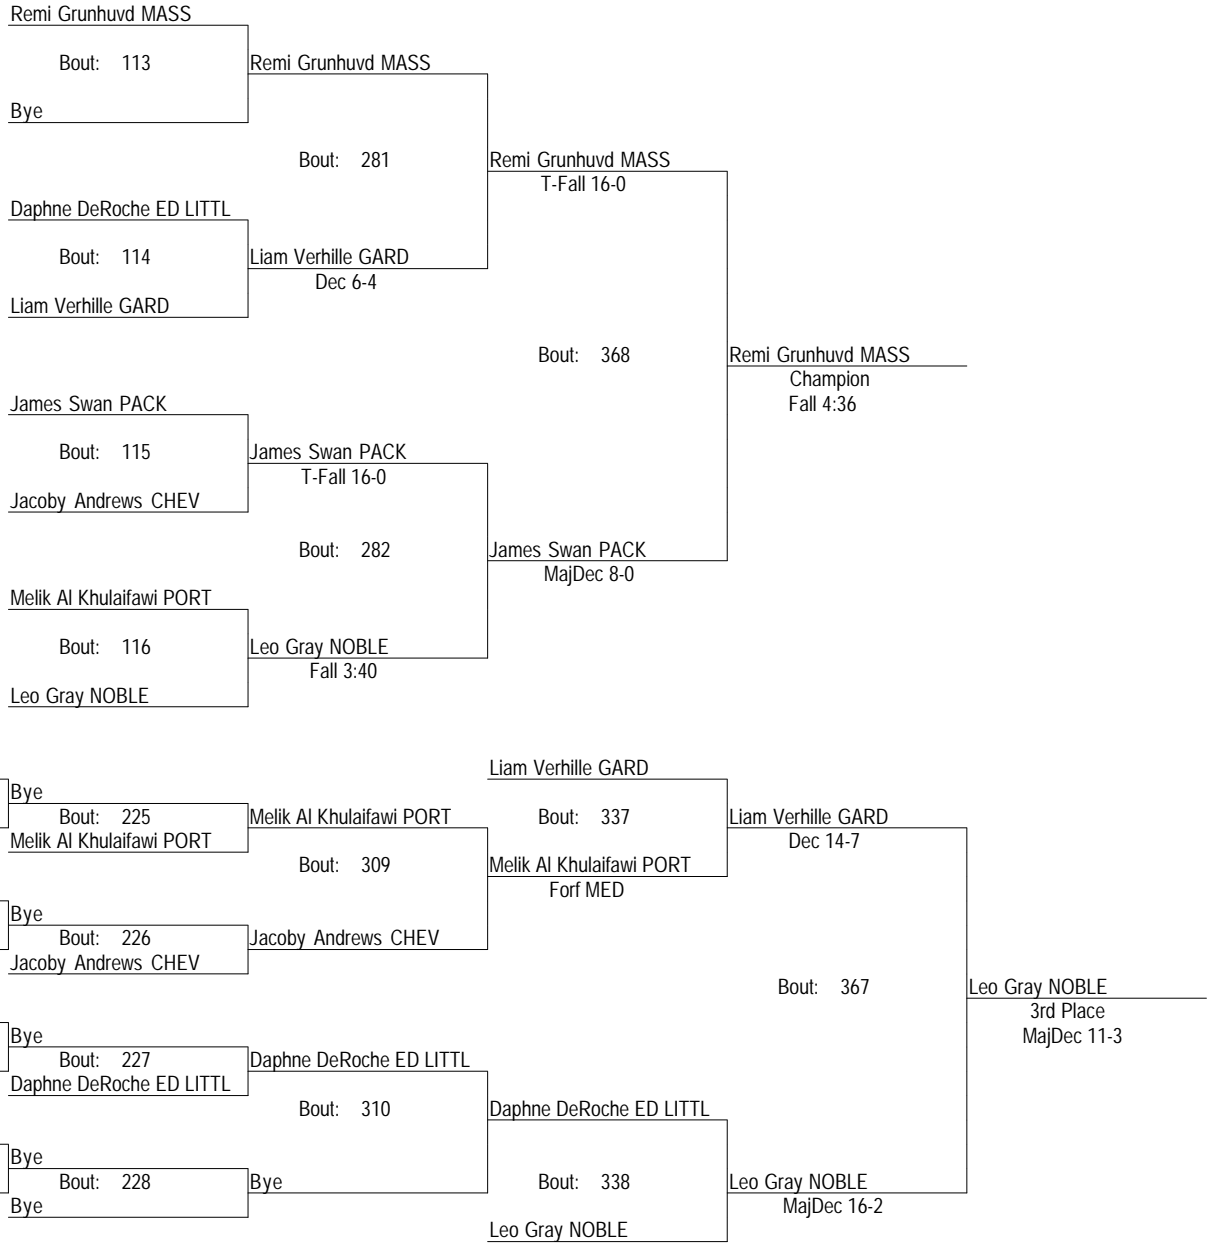 Remi Grunhuvd MASS
Bout: 113
Remi Grunhuvd MASS
Bye
Bout: 281
Remi Grunhuvd MASS
T-Fall 16-0
Daphne DeRoche ED LITTL
Bout: 114
Liam Verhille GARD
Dec 6-4
Liam Verhille GARD
Bout: 368
Remi Grunhuvd MASS
Champion
Fall 4:36
James Swan PACK
Bout: 115
James Swan PACK
T-Fall 16-0
Jacoby Andrews CHEV
Bout: 282
James Swan PACK
MajDec 8-0
Melik Al Khulaifawi PORT
Bout: 116
Leo Gray NOBLE
Fall 3:40
Leo Gray NOBLE
Liam Verhille GARD
Bye
Bout: 225
Melik Al Khulaifawi PORT
Bout: 337
Liam Verhille GARD
Dec 14-7
Melik Al Khulaifawi PORT
Bout: 309
Melik Al Khulaifawi PORT
Forf MED
Bye
Bout: 226
Jacoby Andrews CHEV
Jacoby Andrews CHEV
Bout: 367
Leo Gray NOBLE
3rd Place
MajDec 11-3
Bye
Bout: 227
Daphne DeRoche ED LITTL
Daphne DeRoche ED LITTL
Bout: 310
Daphne DeRoche ED LITTL
Bye
Bout: 228
Bye
Bout: 338
Leo Gray NOBLE
MajDec 16-2
Bye
Leo Gray NOBLE